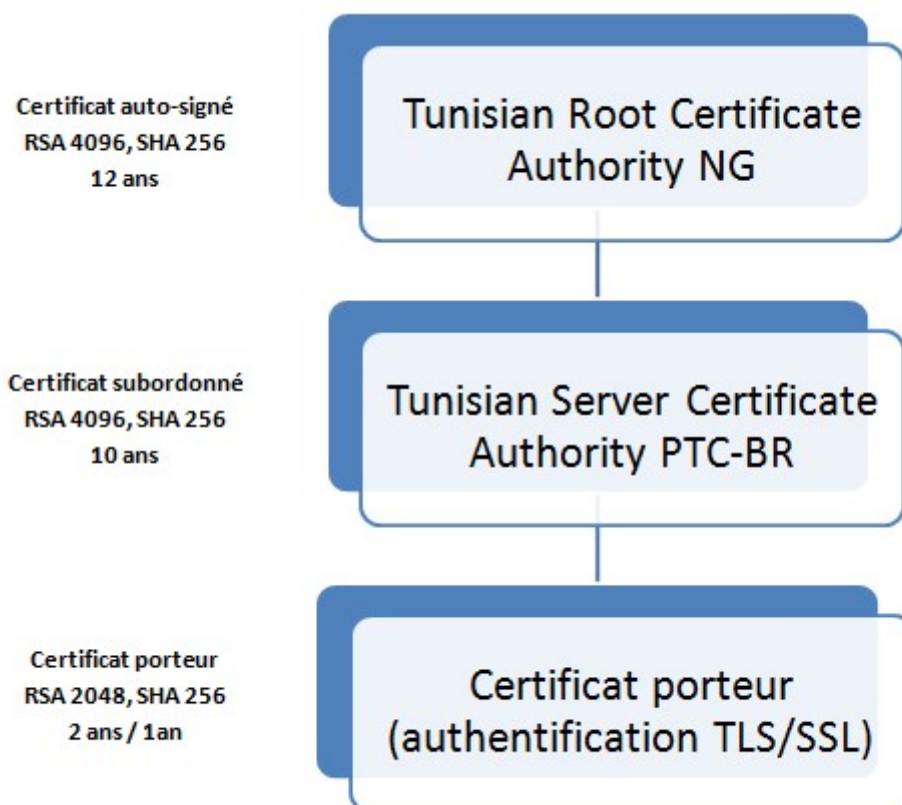 Certificat auto-signé
RSA 4096, SHA 256
12 ans
Tunisian Root Certificate
Authority NG
Certificat subordonné
RSA 4096, SHA 256
10 ans
Tunisian Server Certificate
Authority PTC-BR
Certificat porteur
RSA 2048, SHA 256
2 ans / 1an
Certificat porteur
(authentification TLS/SSL)